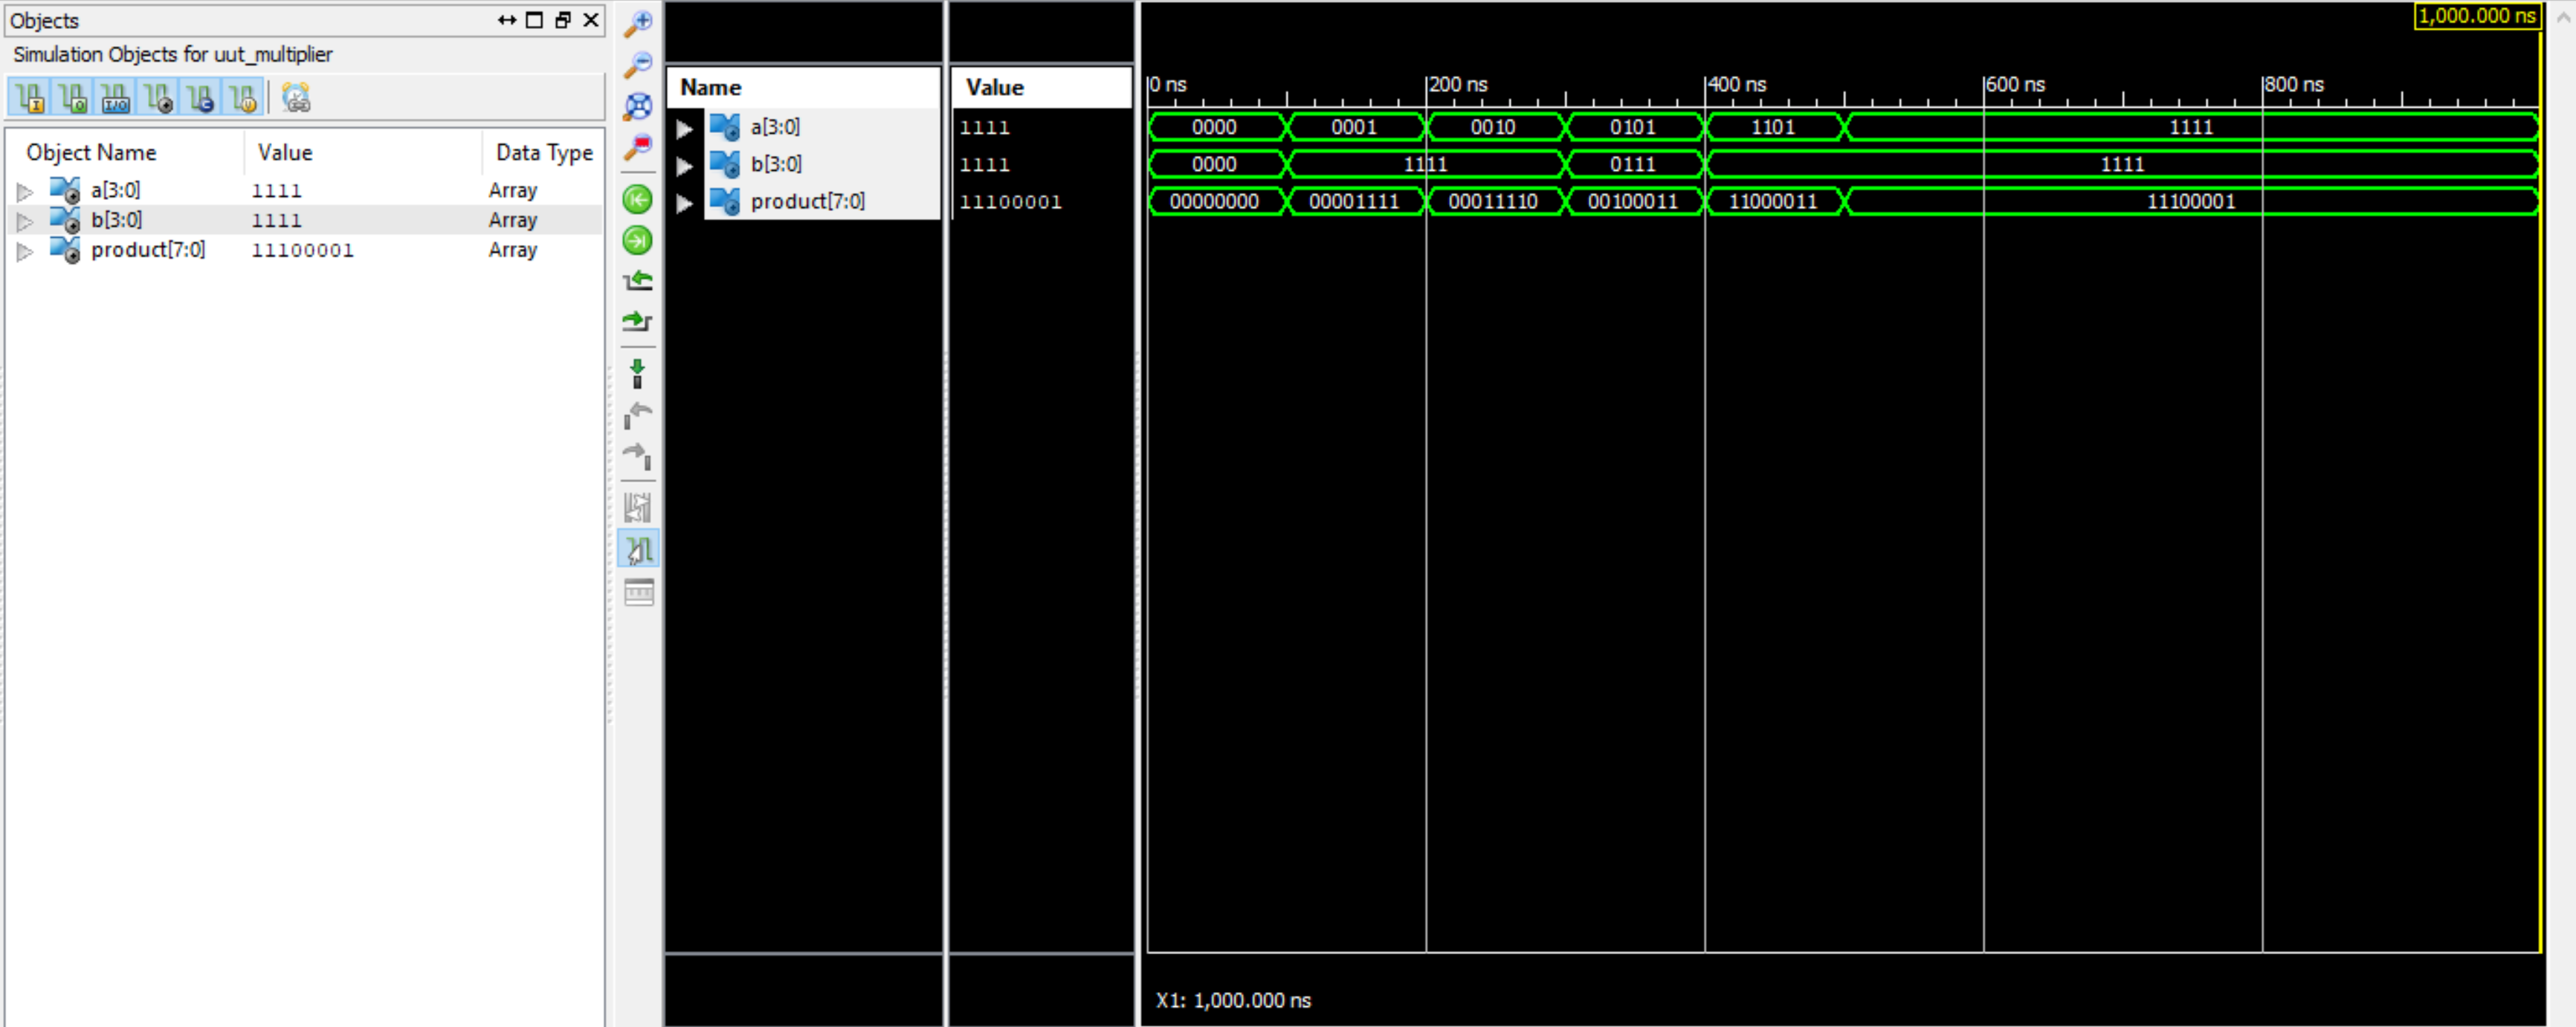 Objects
Simulation Objects for uut_multiplier
Object Name Value Data Type
a[3:0] 1111 Array
b[3:0] 1111 Array
product[7:0] 11100001 Array
1,000.000 ns
Name Value
0 ns 200 ns 400 ns 600 ns 800 ns
a[3:0] 1111 0000 0001 0010 0101 1101 1111
b[3:0] 1111 0000 1111 0111 1111
product[7:0] 11100001 00000000 00001111 00011110 00100011 11000011 11100001
X1: 1,000.000 ns